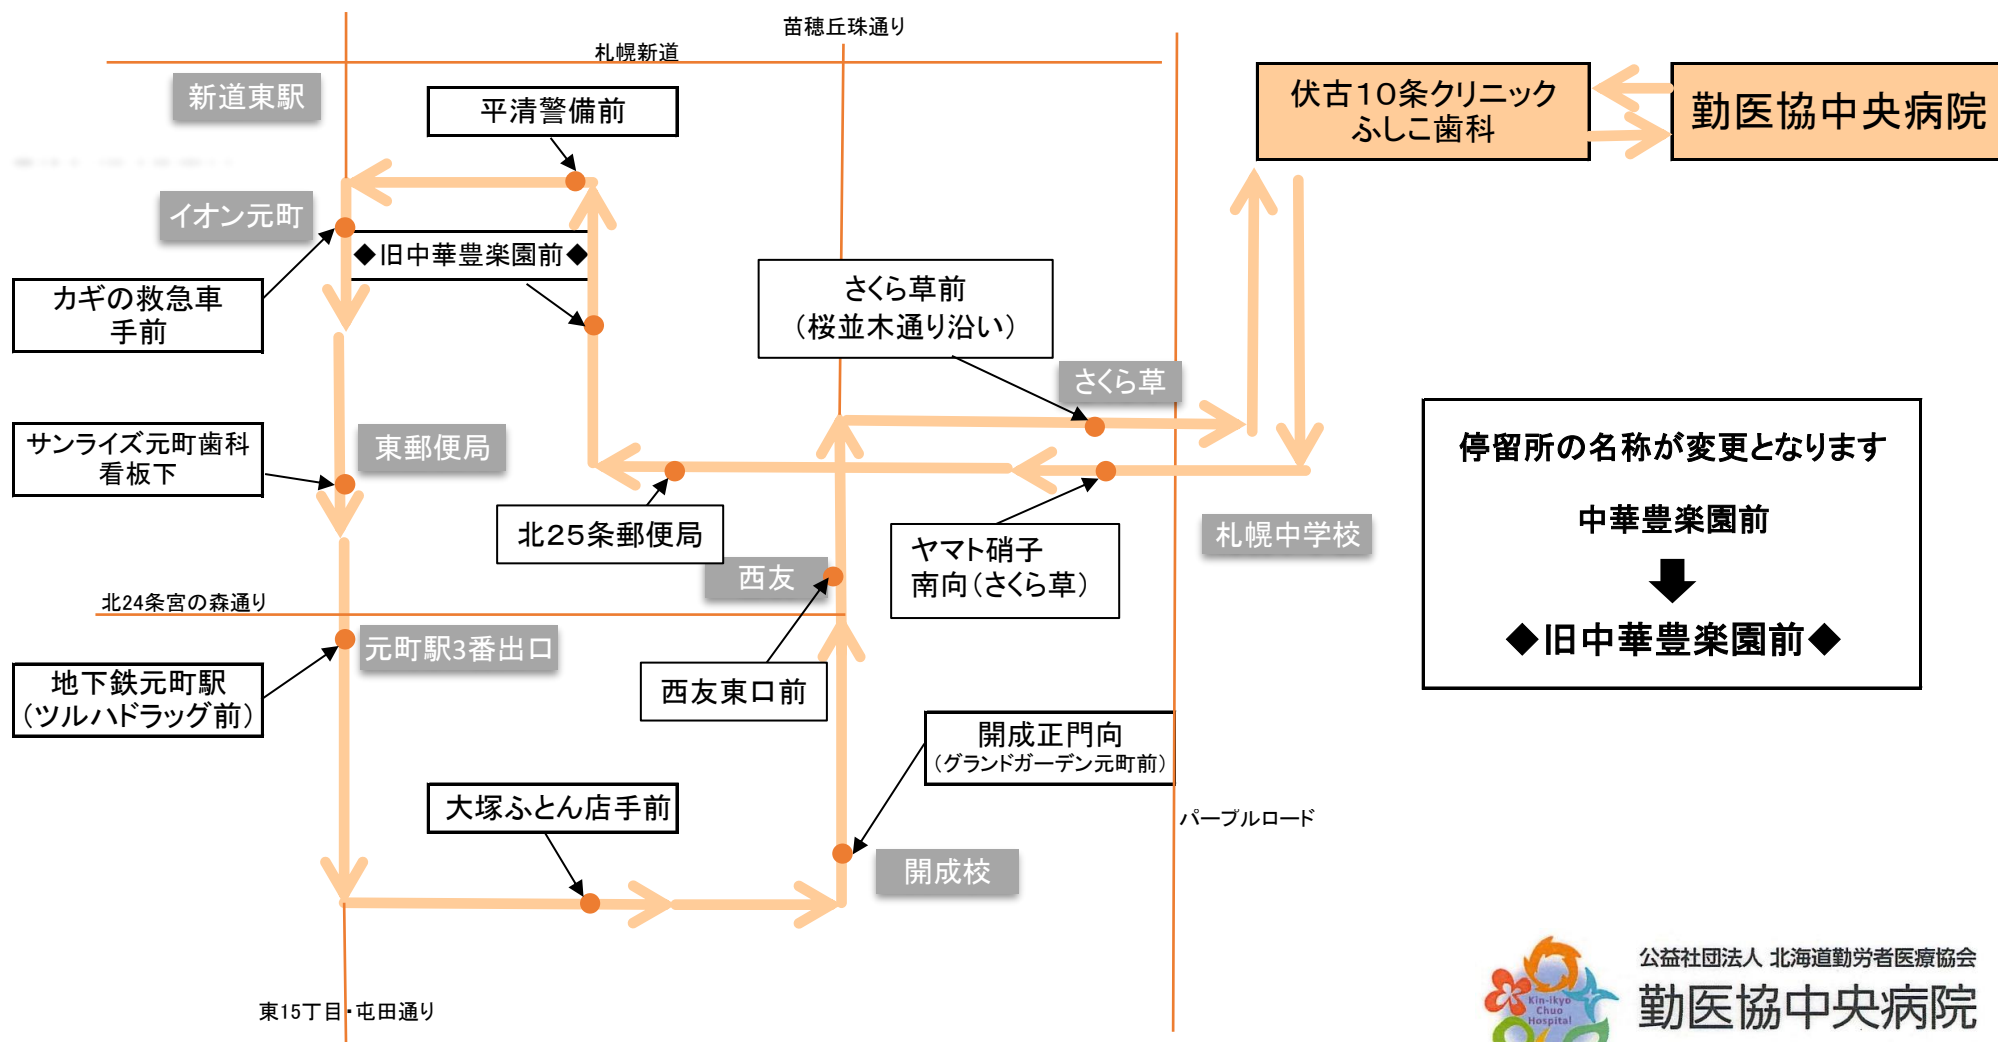 苗穂丘珠通り
札幌新道
新道東駅
平清警備前
伏古10条クリニック
ふしこ歯科
勤医協中央病院
イオン元町
◆旧中華豊楽園前◆
カギの救急車
手前
さくら草前
（桜並木通り沿い）
さくら草
サンライズ元町歯科
看板下
東郵便局
停留所の名称が変更となります
中華豊楽園前
◆旧中華豊楽園前◆
北25条郵便局
ヤマト硝子
南向（さくら草）
札幌中学校
西友
北24条宮の森通り
元町駅3番出口
地下鉄元町駅
（ツルハドラッグ前）
西友東口前
開成正門向
（グランドガーデン元町前）
大塚ふとん店手前
パープルロード
開成校
東15丁目・屯田通り
Kin-ikyo
Chuo
Hospital
公益社団法人 北海道勤労者医療協会
勤医協中央病院